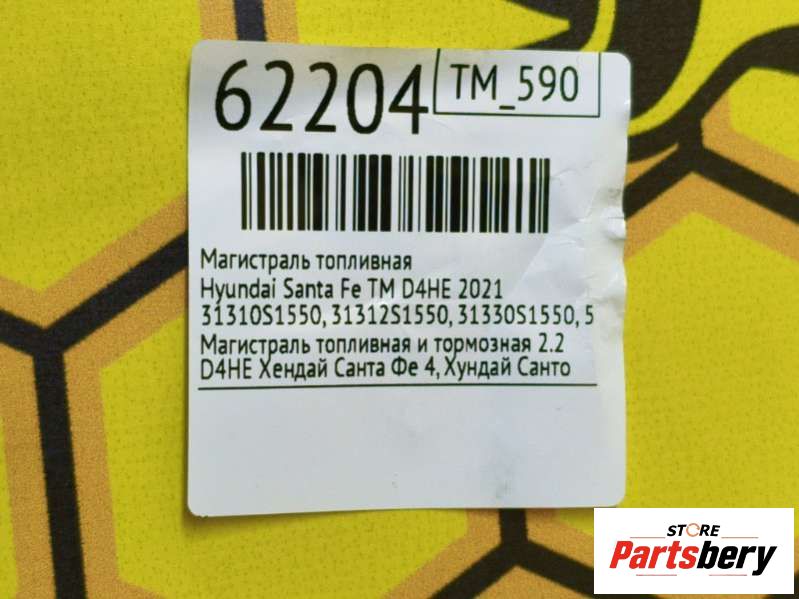 62204
TM_590
Магистраль топливная
Hyundai Santa Fe TM D4HE 2021
31310S1550, 31312S1550, 31330S1550, 5
Магистраль топливная и тормозная 2.2
D4HE Хендай Санта Фе 4, Хундай Санто
STORE
Partsbery